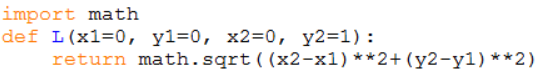 import math
def L(x1=0, y1=0, x2=0, y2=1):
    return math.sqrt((x2-x1)**2+(y2-y1)**2)